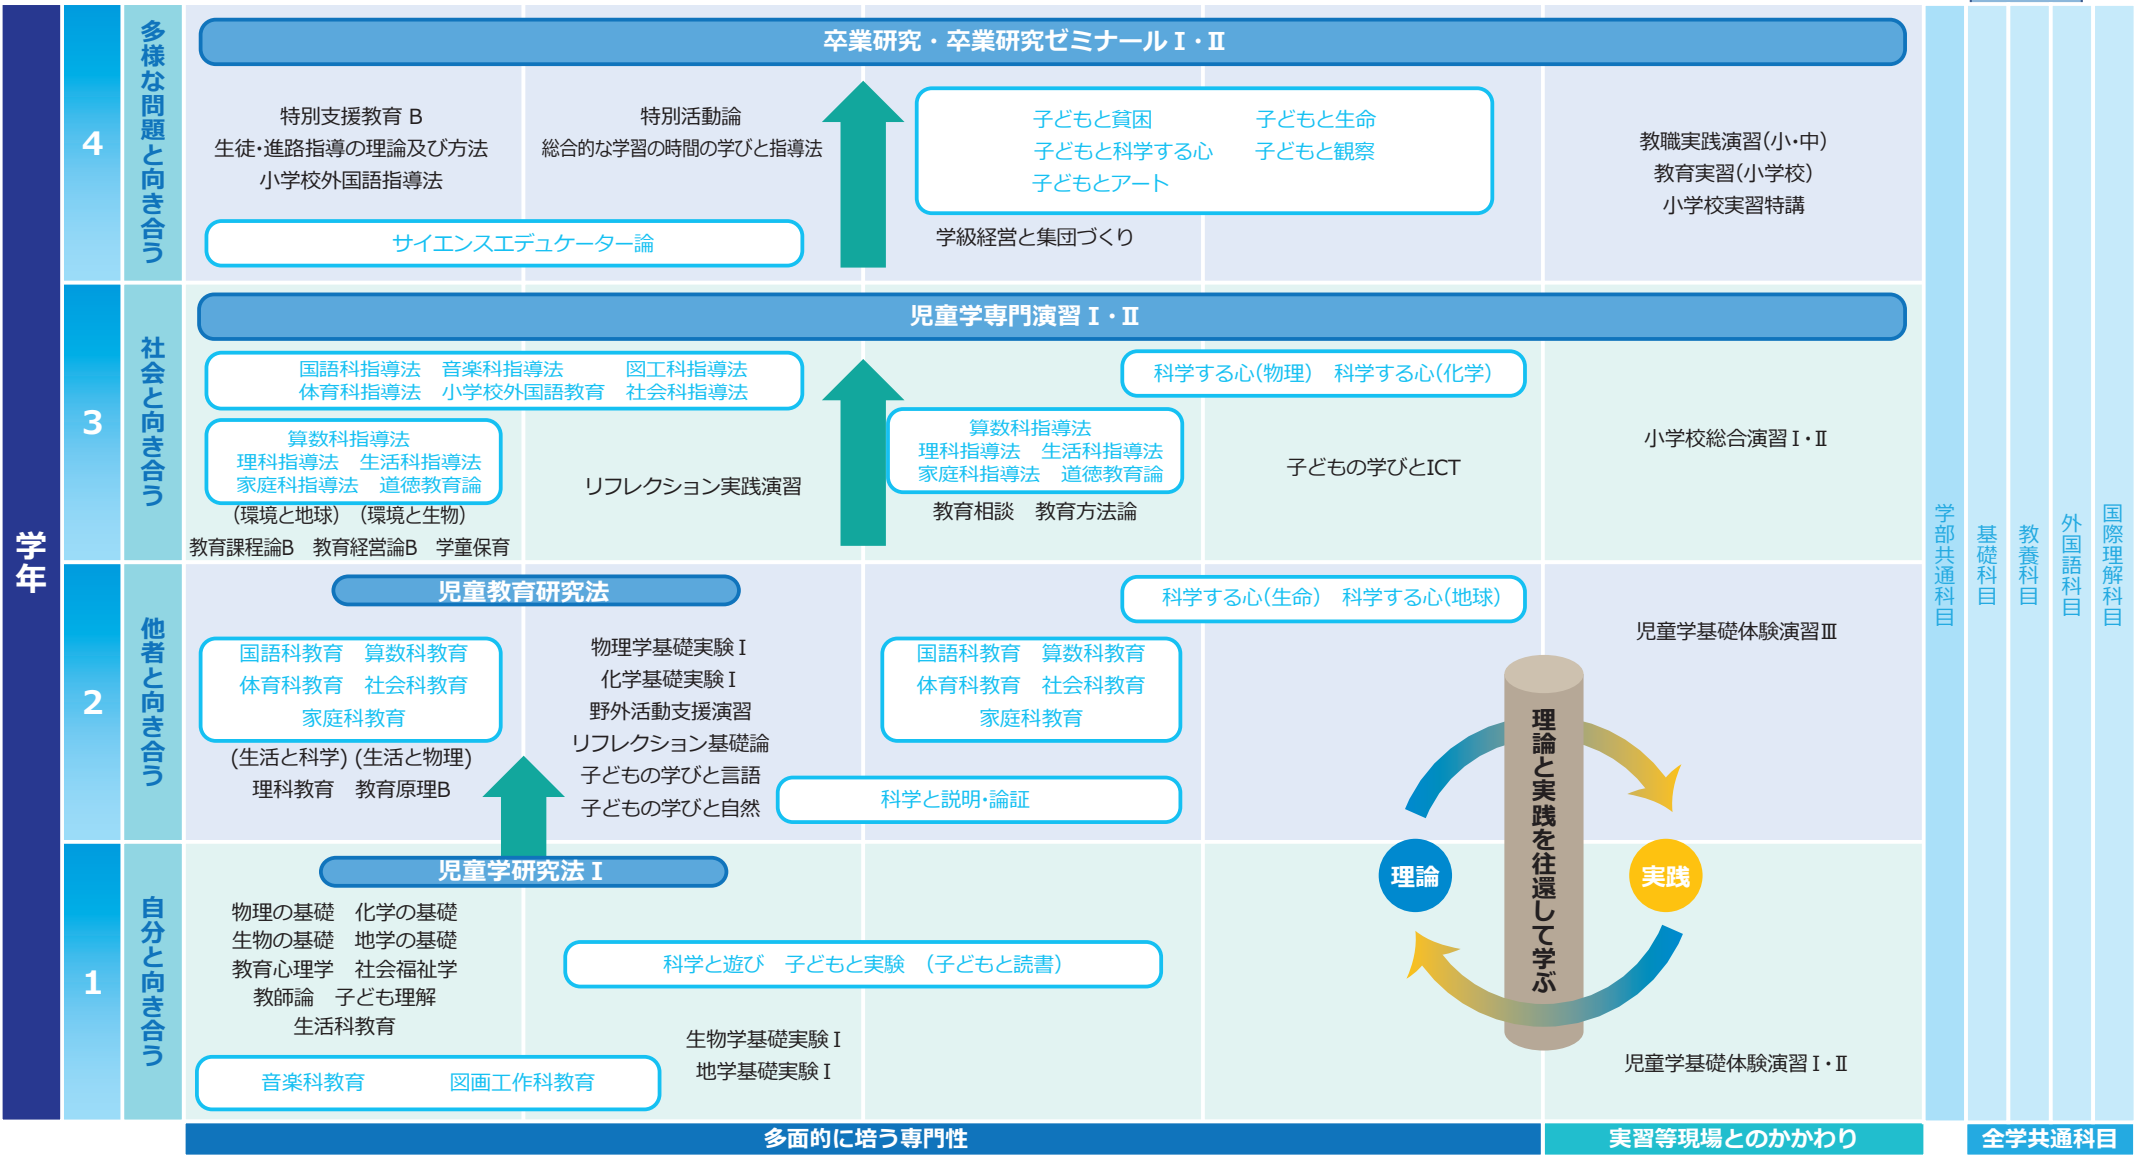 学年
4
多様な問題と向き合う
卒業研究・卒業研究ゼミナールⅠ・Ⅱ
特別支援教育 B
生徒・進路指導の理論及び方法
小学校外国語指導法
特別活動論
総合的な学習の時間の学びと指導法
サイエンスエデュケーター論
子どもと貧困　子どもと生命
子どもと科学する心　子どもと観察
子どもとアート
学級経営と集団づくり
教職実践演習(小・中)
教育実習(小学校)
小学校実習特講
3
社会と向き合う
児童学専門演習Ⅰ・Ⅱ
国語科指導法　音楽科指導法　図工科指導法
体育科指導法　小学校外国語教育　社会科指導法
算数科指導法
理科指導法　生活科指導法
家庭科指導法　道徳教育論
(環境と地球)　(環境と生物)
教育課程論B　教育経営論B　学童保育
リフレクション実践演習
算数科指導法
理科指導法　生活科指導法
家庭科指導法　道徳教育論
教育相談　教育方法論
科学する心(物理)　科学する心(化学)
子どもの学びとICT
小学校総合演習Ⅰ・Ⅱ
2
他者と向き合う
児童教育研究法
国語科教育　算数科教育
体育科教育　社会科教育
家庭科教育
(生活と科学) (生活と物理)
理科教育　教育原理B
物理学基礎実験Ⅰ
化学基礎実験Ⅰ
野外活動支援演習
リフレクション基礎論
子どもの学びと言語
子どもの学びと自然
国語科教育　算数科教育
体育科教育　社会科教育
家庭科教育
科学と説明・論証
科学する心(生命)　科学する心(地球)
児童学基礎体験演習Ⅲ
理論と実践を往還して学ぶ
理論
実践
1
自分と向き合う
児童学研究法Ⅰ
物理の基礎　化学の基礎
生物の基礎　地学の基礎
教育心理学　社会福祉学
教師論　子ども理解
生活科教育
音楽科教育　図画工作科教育
科学と遊び　子どもと実験　(子どもと読書)
生物学基礎実験Ⅰ
地学基礎実験Ⅰ
児童学基礎体験演習Ⅰ・Ⅱ
学部共通科目
基礎科目
教養科目
外国語科目
国際理解科目
多面的に培う専門性
実習等現場とのかかわり
全学共通科目